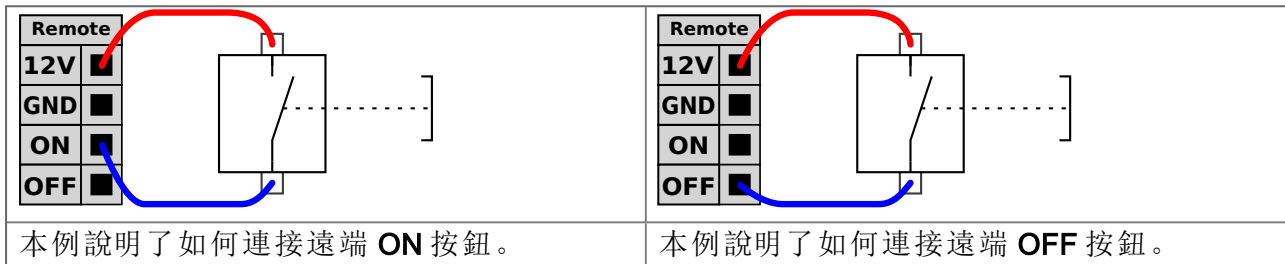 Remote
12V
GND
ON
OFF
本例說明了如何連接遠端 ON 按鈕。
Remote
12V
GND
ON
OFF
本例說明了如何連接遠端 OFF 按鈕。